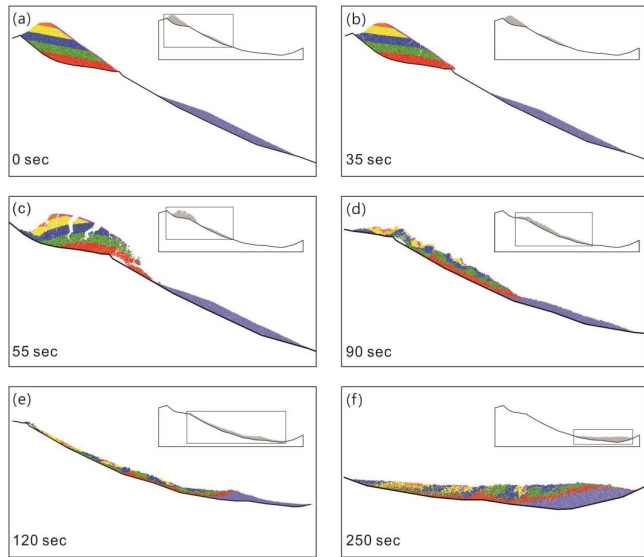 (a)
0 sec
(b)
35 sec
(c)
55 sec
(d)
90 sec
(e)
120 sec
(f)
250 sec